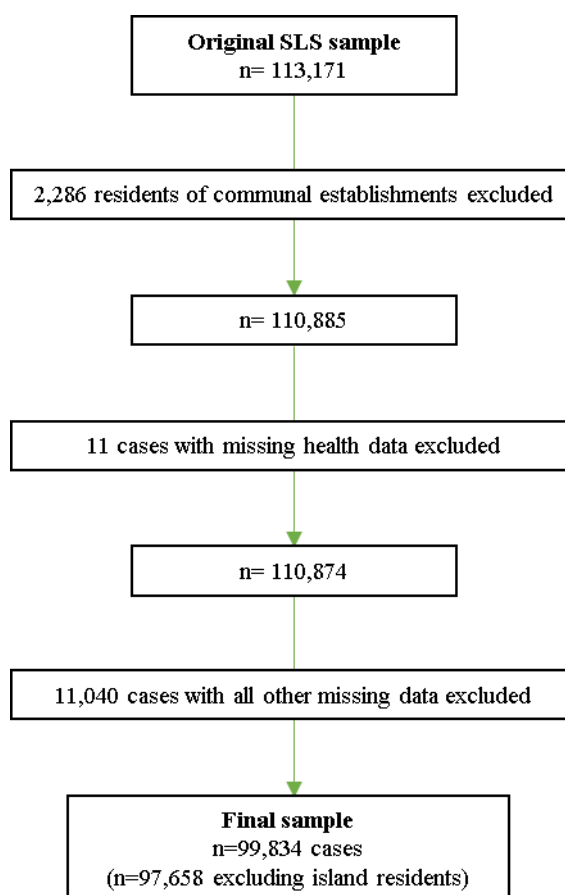 Original SLS sample
n= 113,171
2,286 residents of communal establishments excluded
n= 110,885
11 cases with missing health data excluded
n= 110,874
11,040 cases with all other missing data excluded
Final sample
n=99,834 cases
(n=97,658 excluding island residents)